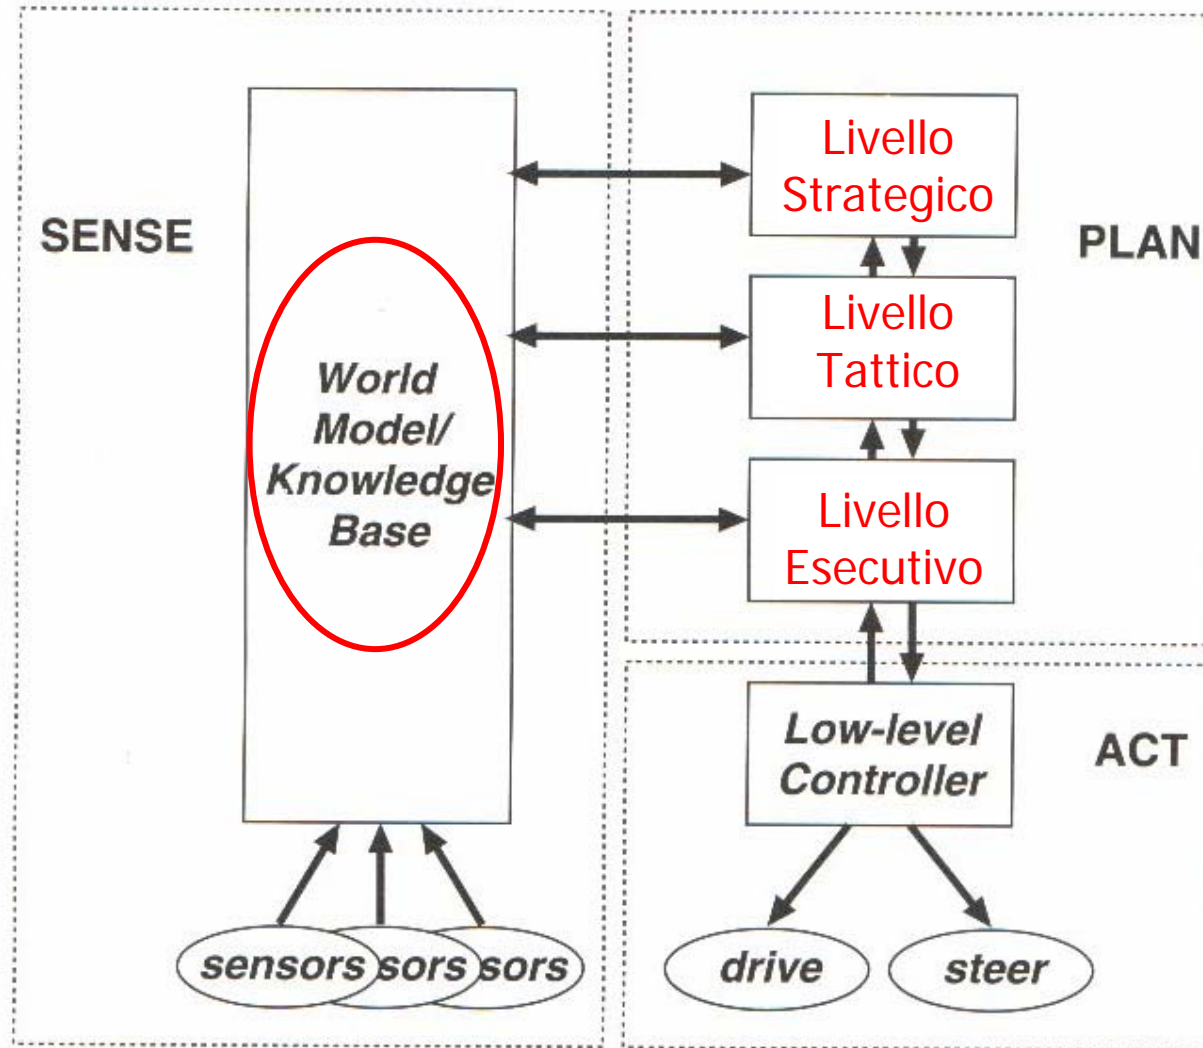 SENSE
World
Model/
Knowledge
Base
sensors sors sors
Livello
Strategico
PLAN
Livello
Tattico
Livello
Esecutivo
Low-level
Controller
ACT
drive
steer